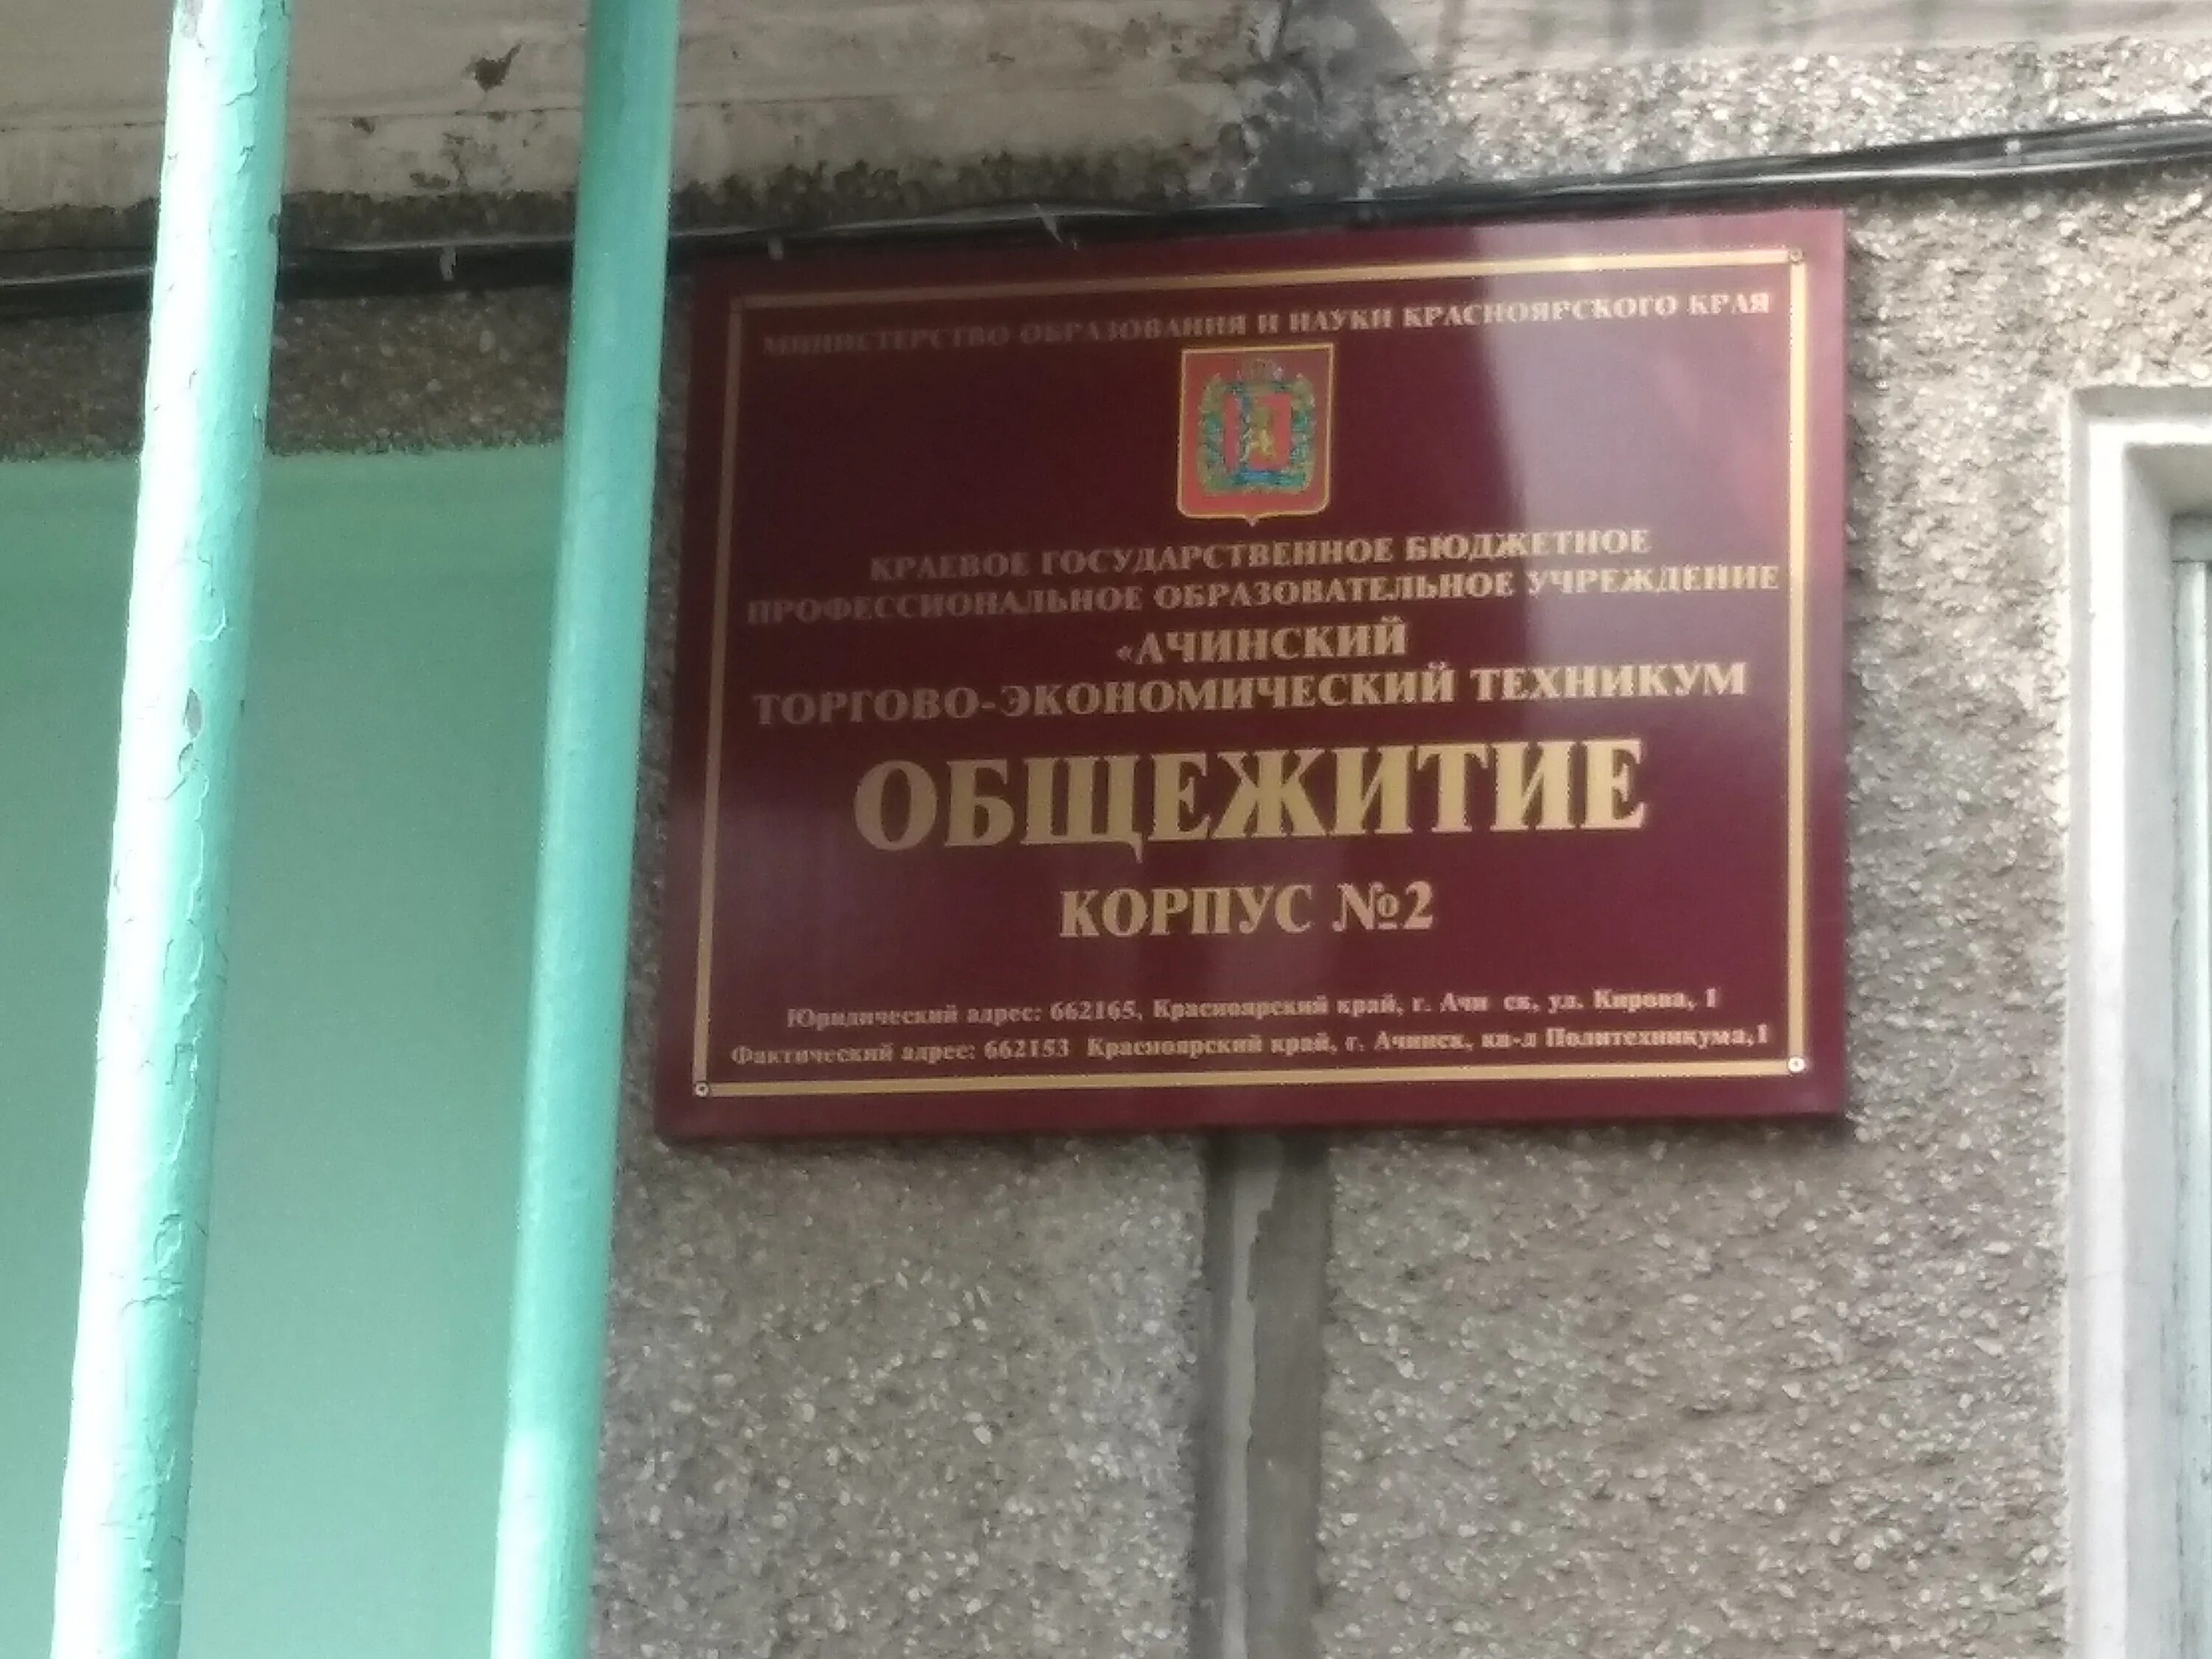 МИНИСТЕРСТВО ОБРАЗОВАНИЯ И НАУКИ КРАСНОЯРСКОГО КРАЯ
КРАЕВОЕ ГОСУДАРСТВЕННОЕ БЮДЖЕТНОЕ
ПРОФЕССИОНАЛЬНОЕ ОБРАЗОВАТЕЛЬНОЕ УЧРЕЖДЕНИЕ
«АЧИНСКИЙ
ТОРГОВО-ЭКОНОМИЧЕСКИЙ ТЕХНИКУМ
ОБЩЕЖИТИЕ
КОРПУС №2
Юридический адрес: 662165, Красноярский край, г. Ачи ск, ул. Кирова, 1
Фактический адрес: 662153 Красноярский край, г. Ачинск, кв-л Политехникума,1